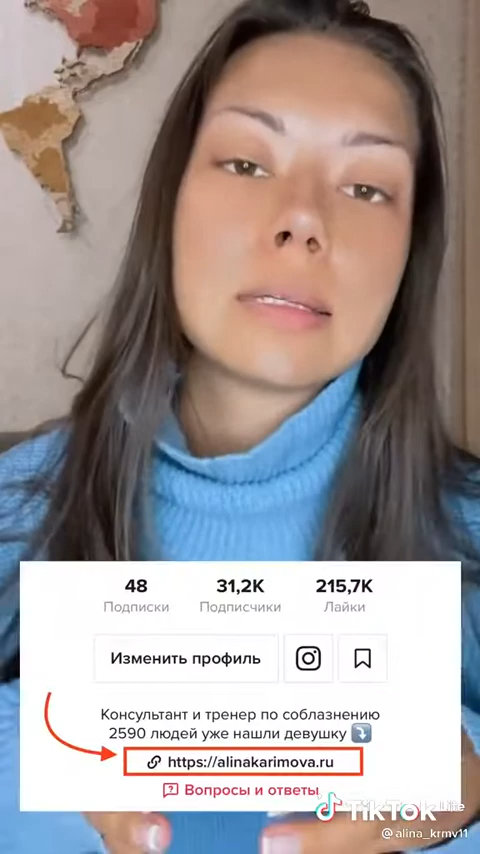 48 31,2K 215,7K
Подписки Подписчики Лайки
Изменить профиль
Консультант и тренер по соблазнению
2590 людей уже нашли девушку
https://alinakarimova.ru
Вопросы и ответы
TikTok Lite
@alina_krmv11